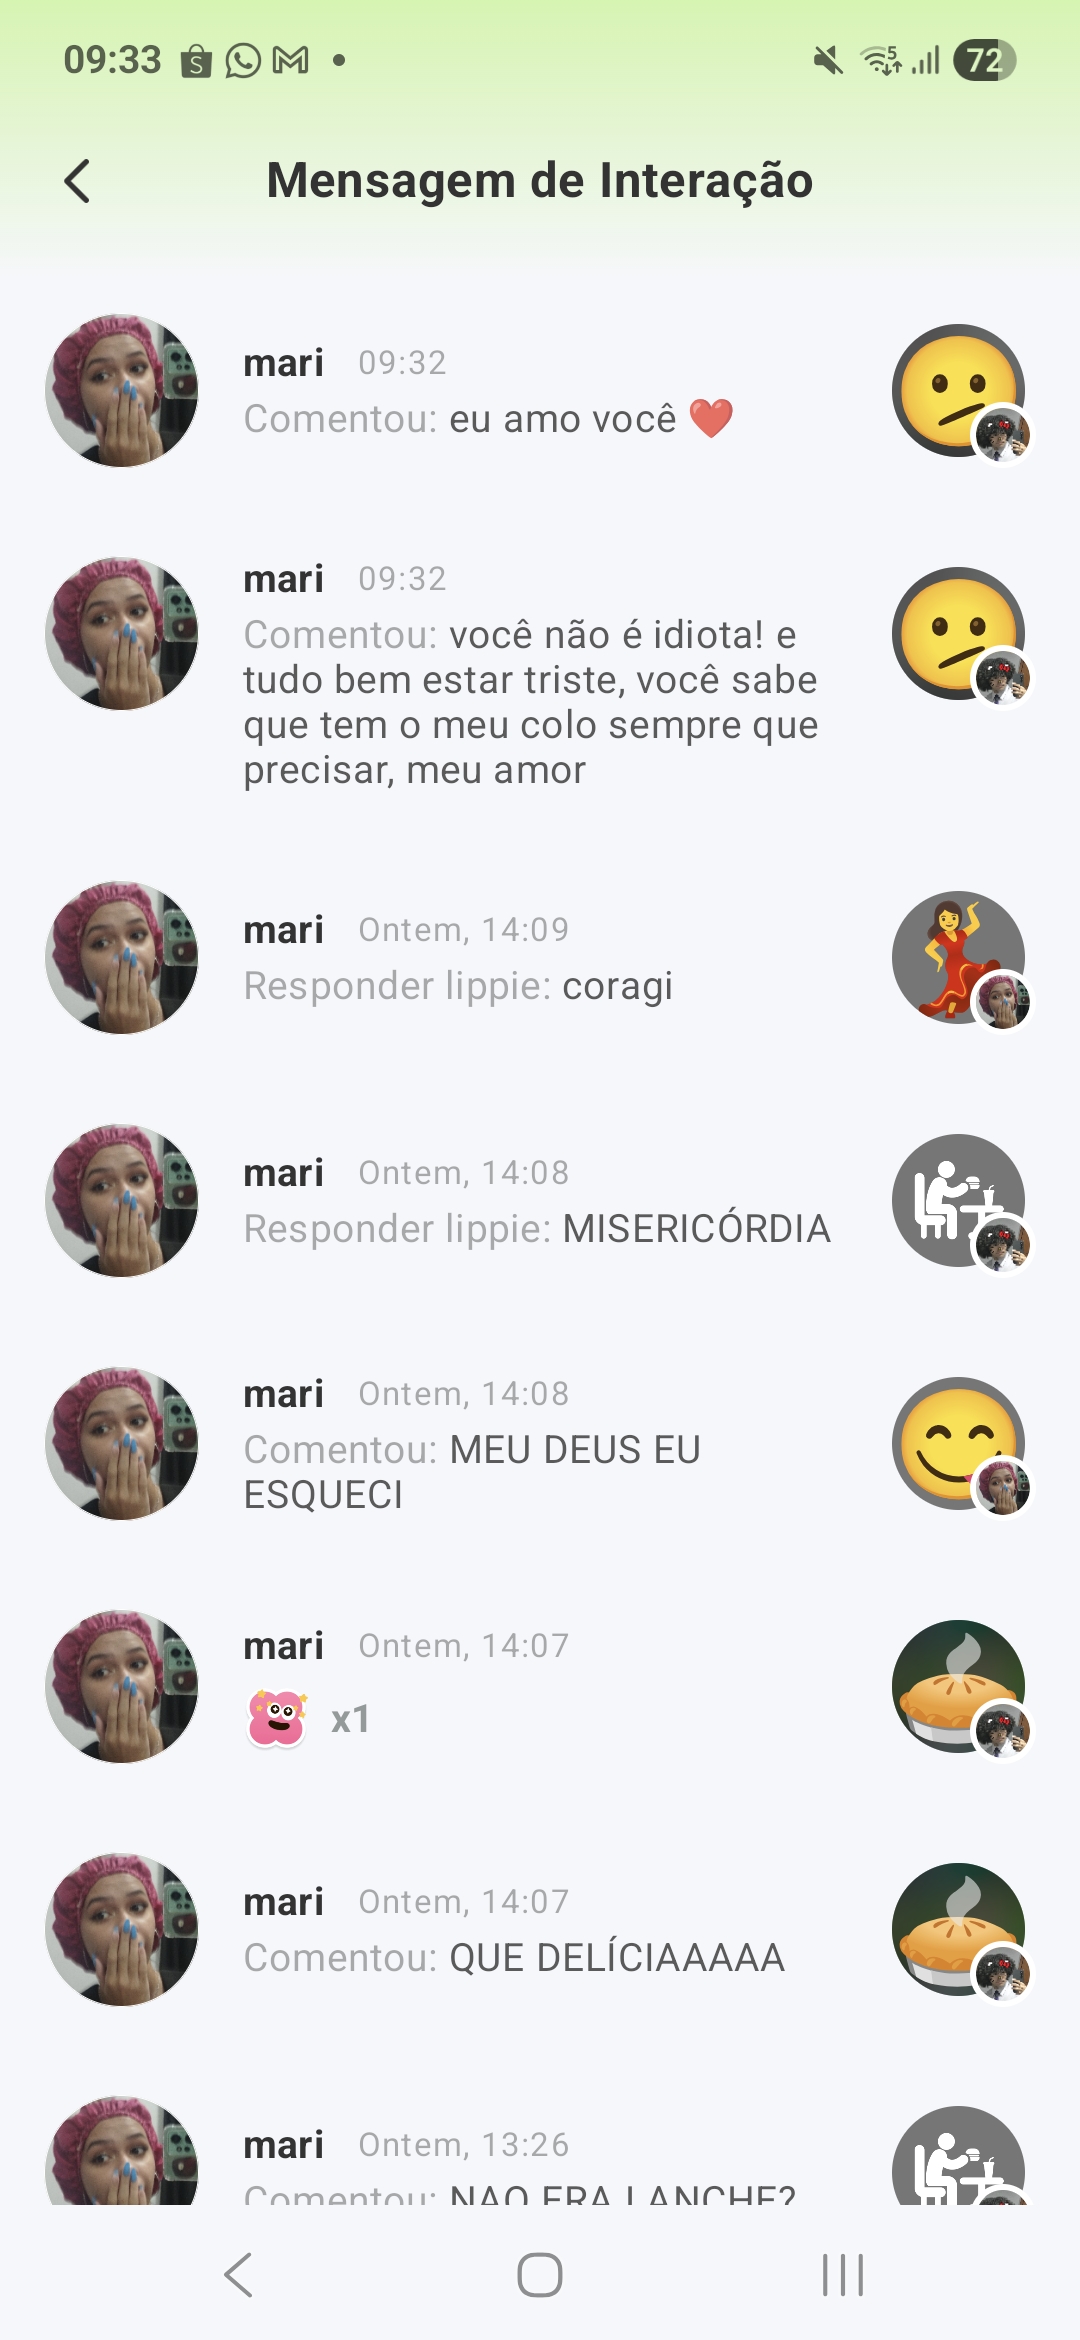 09:33
5
72
Mensagem de Interação
mari 09:32
Comentou: eu amo você ❤️
mari 09:32
Comentou: você não é idiota! e
tudo bem estar triste, você sabe
que tem o meu colo sempre que
precisar, meu amor
mari Ontem, 14:09
Responder lippie: coragi
mari Ontem, 14:08
Responder lippie: MISERICÓRDIA
mari Ontem, 14:08
Comentou: MEU DEUS EU
ESQUECI
mari Ontem, 14:07
x1
mari Ontem, 14:07
Comentou: QUE DELÍCIAAAAA
mari Ontem, 13:26
Comentou: NAO ERA LANCHE?